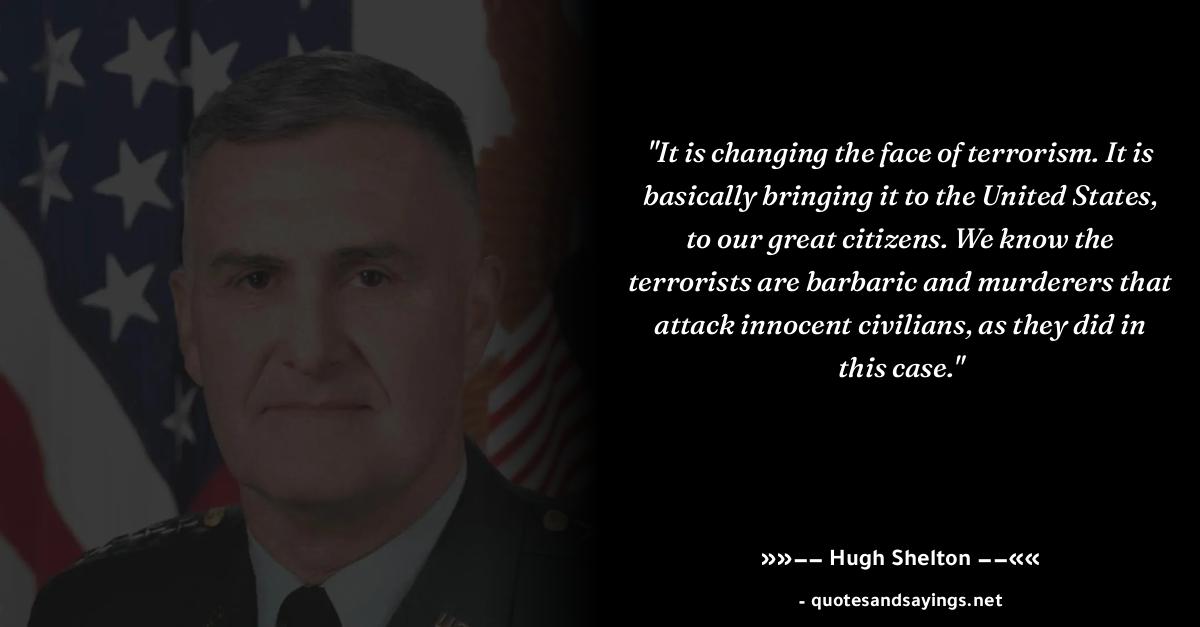 "It is changing the face of terrorism. It is
basically bringing it to the United States,
to our great citizens. We know the
terrorists are barbaric and murderers that
attack innocent civilians, as they did in
this case."
»»−− Hugh Shelton −−««
- quotesandsayings.net